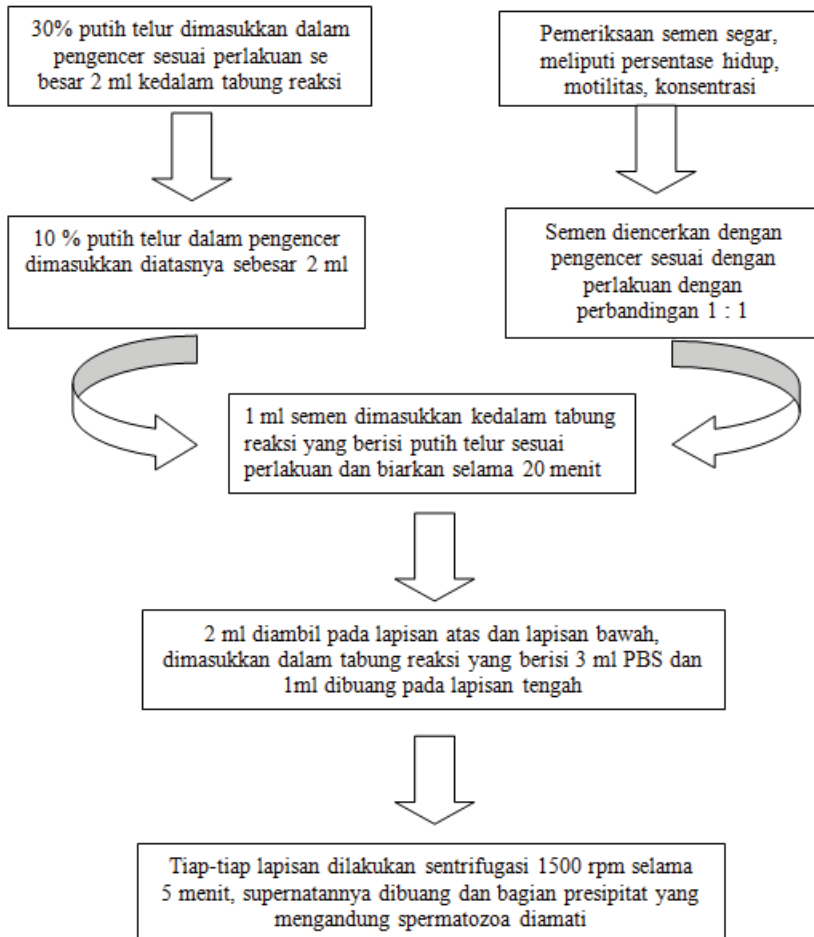 30% putih telur dimasukkan dalam
pengencer sesuai perlakuan se
besar 2 ml kedalam tabung reaksi
Pemeriksaan semen segar,
meliputi persentase hidup,
motilitas, konsentrasi
10 % putih telur dalam pengencer
dimasukkan diatasnya sebesar 2 ml
Semen diencerkan dengan
pengencer sesuai dengan
perlakuan dengan
perbandingan 1 : 1
1 ml semen dimasukkan kedalam tabung
reaksi yang berisi putih telur sesuai
perlakuan dan biarkan selama 20 menit
2 ml diambil pada lapisan atas dan lapisan bawah,
dimasukkan dalam tabung reaksi yang berisi 3 ml PBS dan
1ml dibuang pada lapisan tengah
Tiap-tiap lapisan dilakukan sentrifugasi 1500 rpm selama
5 menit, supernatannya dibuang dan bagian presipitat yang
mengandung spermatozoa diamati